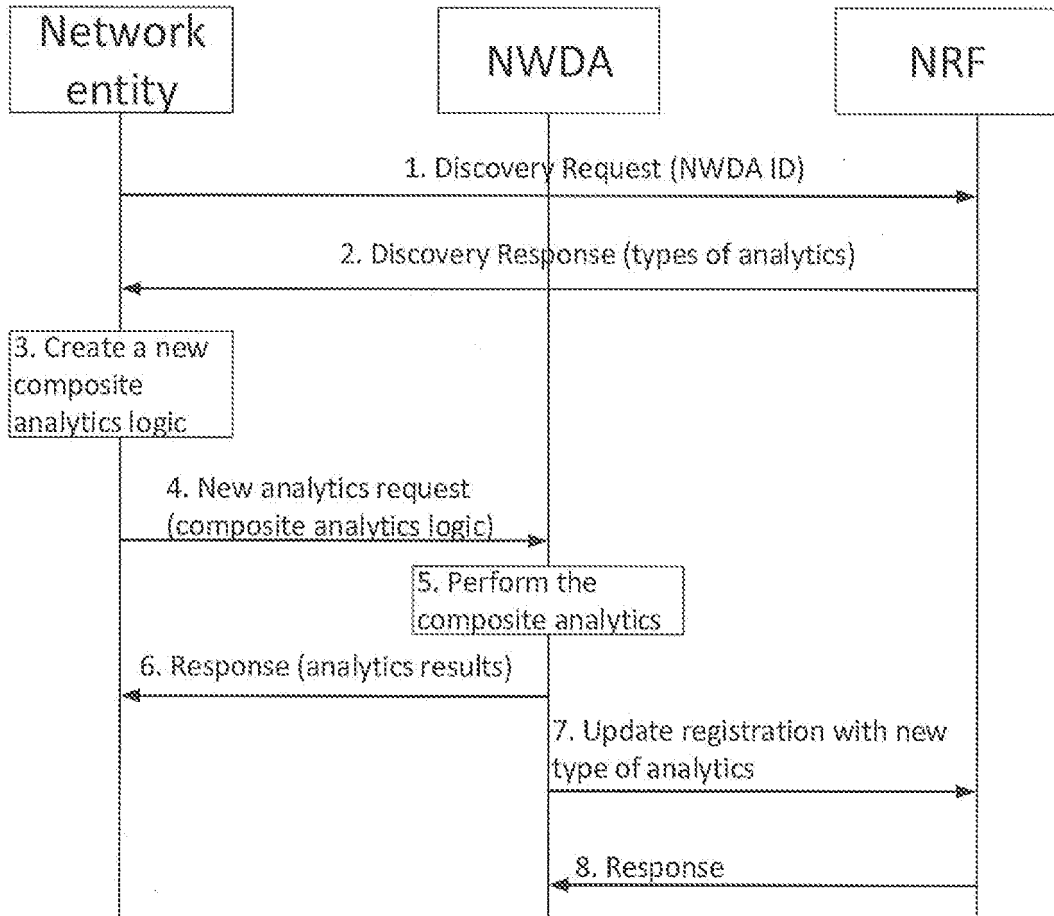 Network
entity
NWDA
NRF
1. Discovery Request (NWDA ID)
2. Discovery Response (types of analytics)
3. Create a new
composite
analytics logic
4. New analytics request
(composite analytics logic)
5. Perform the
composite analytics
6. Response (analytics results)
7. Update registration with new
type of analytics
8. Response